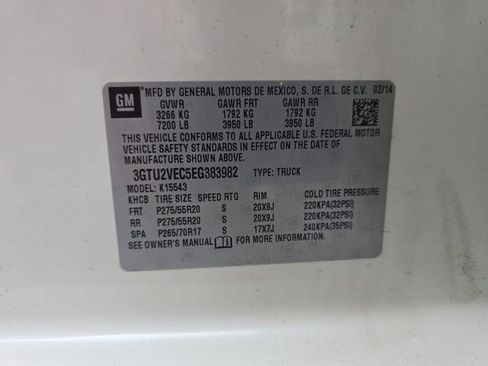 GM *MFD BY GENERAL MOTORS DE MEXICO, S. DE R.L. DE C.V. 02/14
GVWR GAWR FRT GAWR RR
3266 KG 1792 KG 1792 KG
7200 LB 3950 LB 3950 LB
THIS VEHICLE CONFORMS TO ALL APPLICABLE U.S. FEDERAL MOTOR
VEHICLE SAFETY STANDARDS IN EFFECT ON THE DATE OF
MANUFACTURE SHOWN ABOVE.
3GTU2VEC5EG383982 TYPE: TRUCK
MODEL: K15543
KHCB TIRE SIZE SPEED RTG RIM COLD TIRE PRESSURE
FRT P275/55R20 S 20X9J 220KPA(32PSI)
RR P275/55R20 S 20X9J 220KPA(32PSI)
SPA P265/70R17 S 17X7J 240KPA(35PSI)
SEE OWNER'S MANUAL FOR MORE INFORMATION.